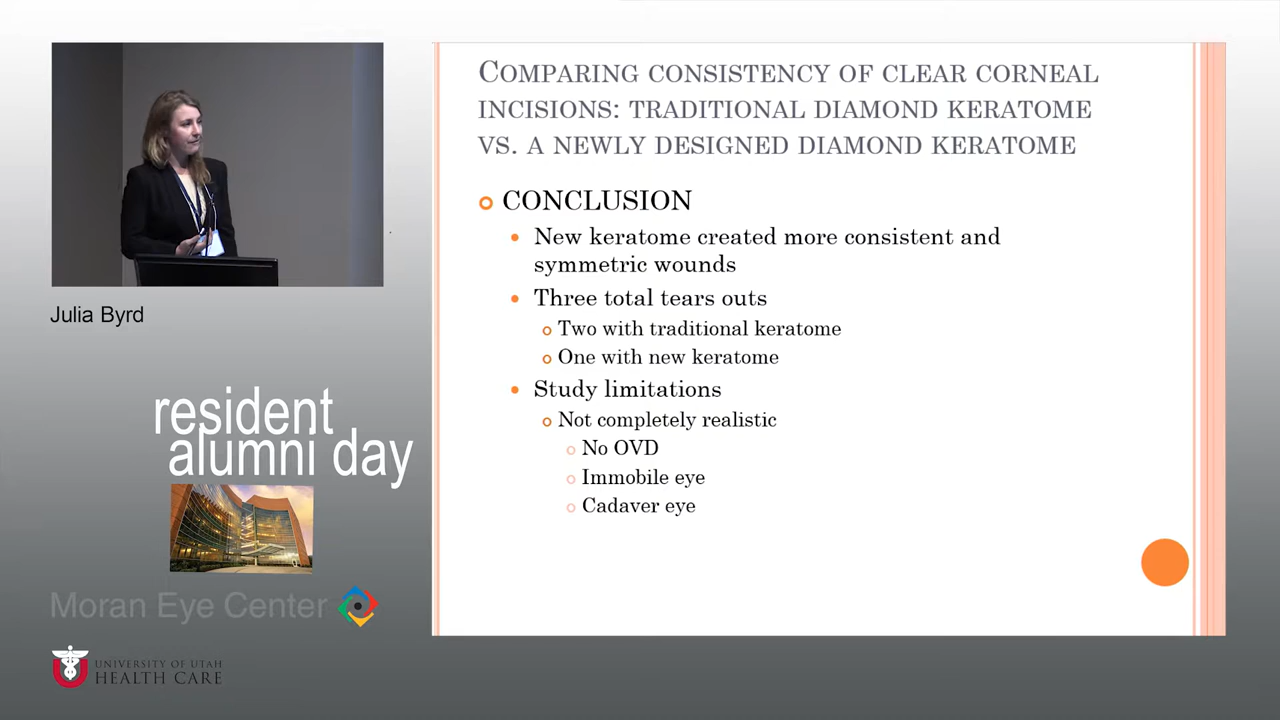 COMPARING CONSISTENCY OF CLEAR CORNEAL
INCISIONS: TRADITIONAL DIAMOND KERATOME
VS. A NEWLY DESIGNED DIAMOND KERATOME
CONCLUSION
New keratome created more consistent and
symmetric wounds
Three total tears outs
Two with traditional keratome
One with new keratome
Study limitations
Not completely realistic
No OVD
Immobile eye
Cadaver eye
Julia Byrd
resident
alumni day
Moran Eye Center
U
UNIVERSITY OF UTAH
HEALTH CARE